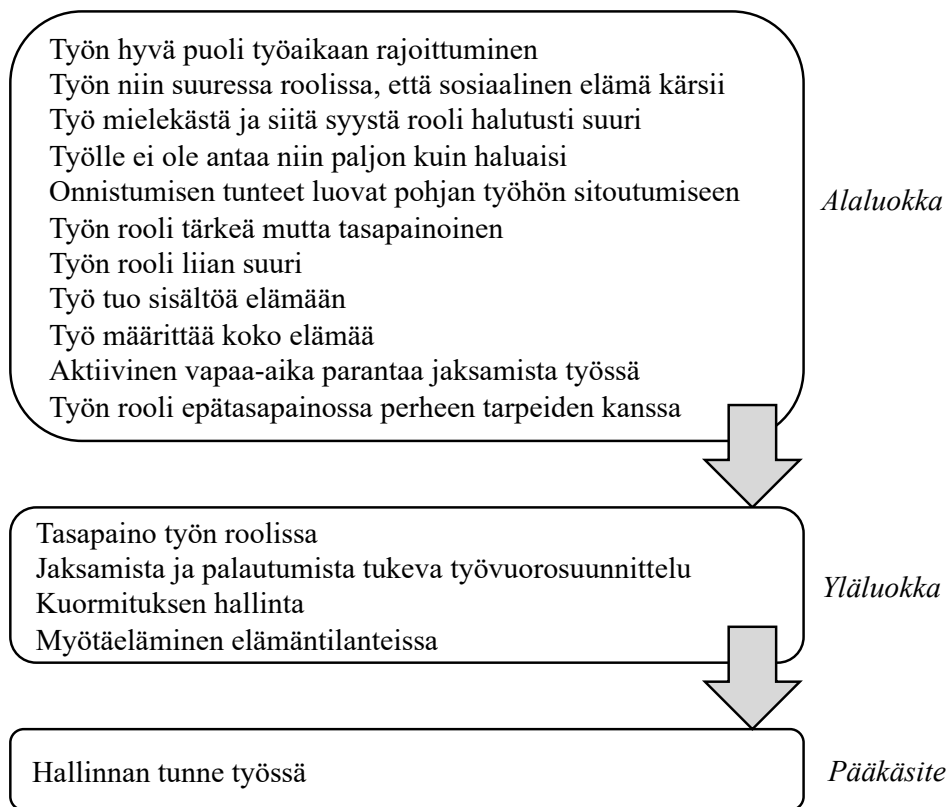 Työn hyvä puoli työaikaan rajoittuminen
Työn niin suuressa roolissa, että sosiaalinen elämä kärsii
Työ mielekästä ja siitä syystä rooli halutusti suuri
Työlle ei ole antaa niin paljon kuin haluaisi
Onnistumisen tunteet luovat pohjan työhön sitoutumiseen
Työn rooli tärkeä mutta tasapainoinen
Työn rooli liian suuri
Työ tuo sisältöä elämään
Työ määrittää koko elämää
Aktiivinen vapaa-aika parantaa jaksamista työssä
Työn rooli epätasapainossa perheen tarpeiden kanssa
Alaluokka
Tasapaino työn roolissa
Jaksamista ja palautumista tukeva työvuorosuunnittelu
Kuormituksen hallinta
Myötäeläminen elämäntilanteissa
Yläluokka
Hallinnan tunne työssä
Pääkäsite